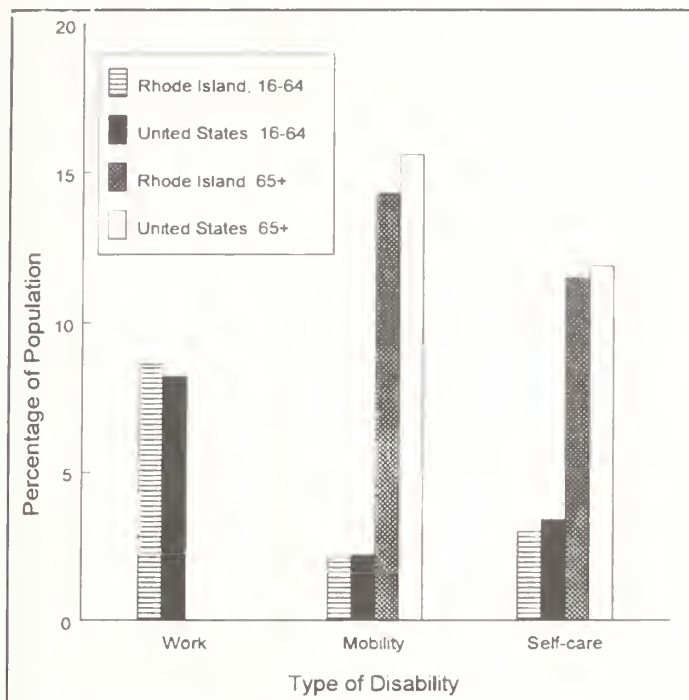 20
15
10
5
0
Percentage of Population
Rhode Island, 16-64
United States 16-64
Rhode Island 65+
United States 65+
Work Mobility Self-care
Type of Disability